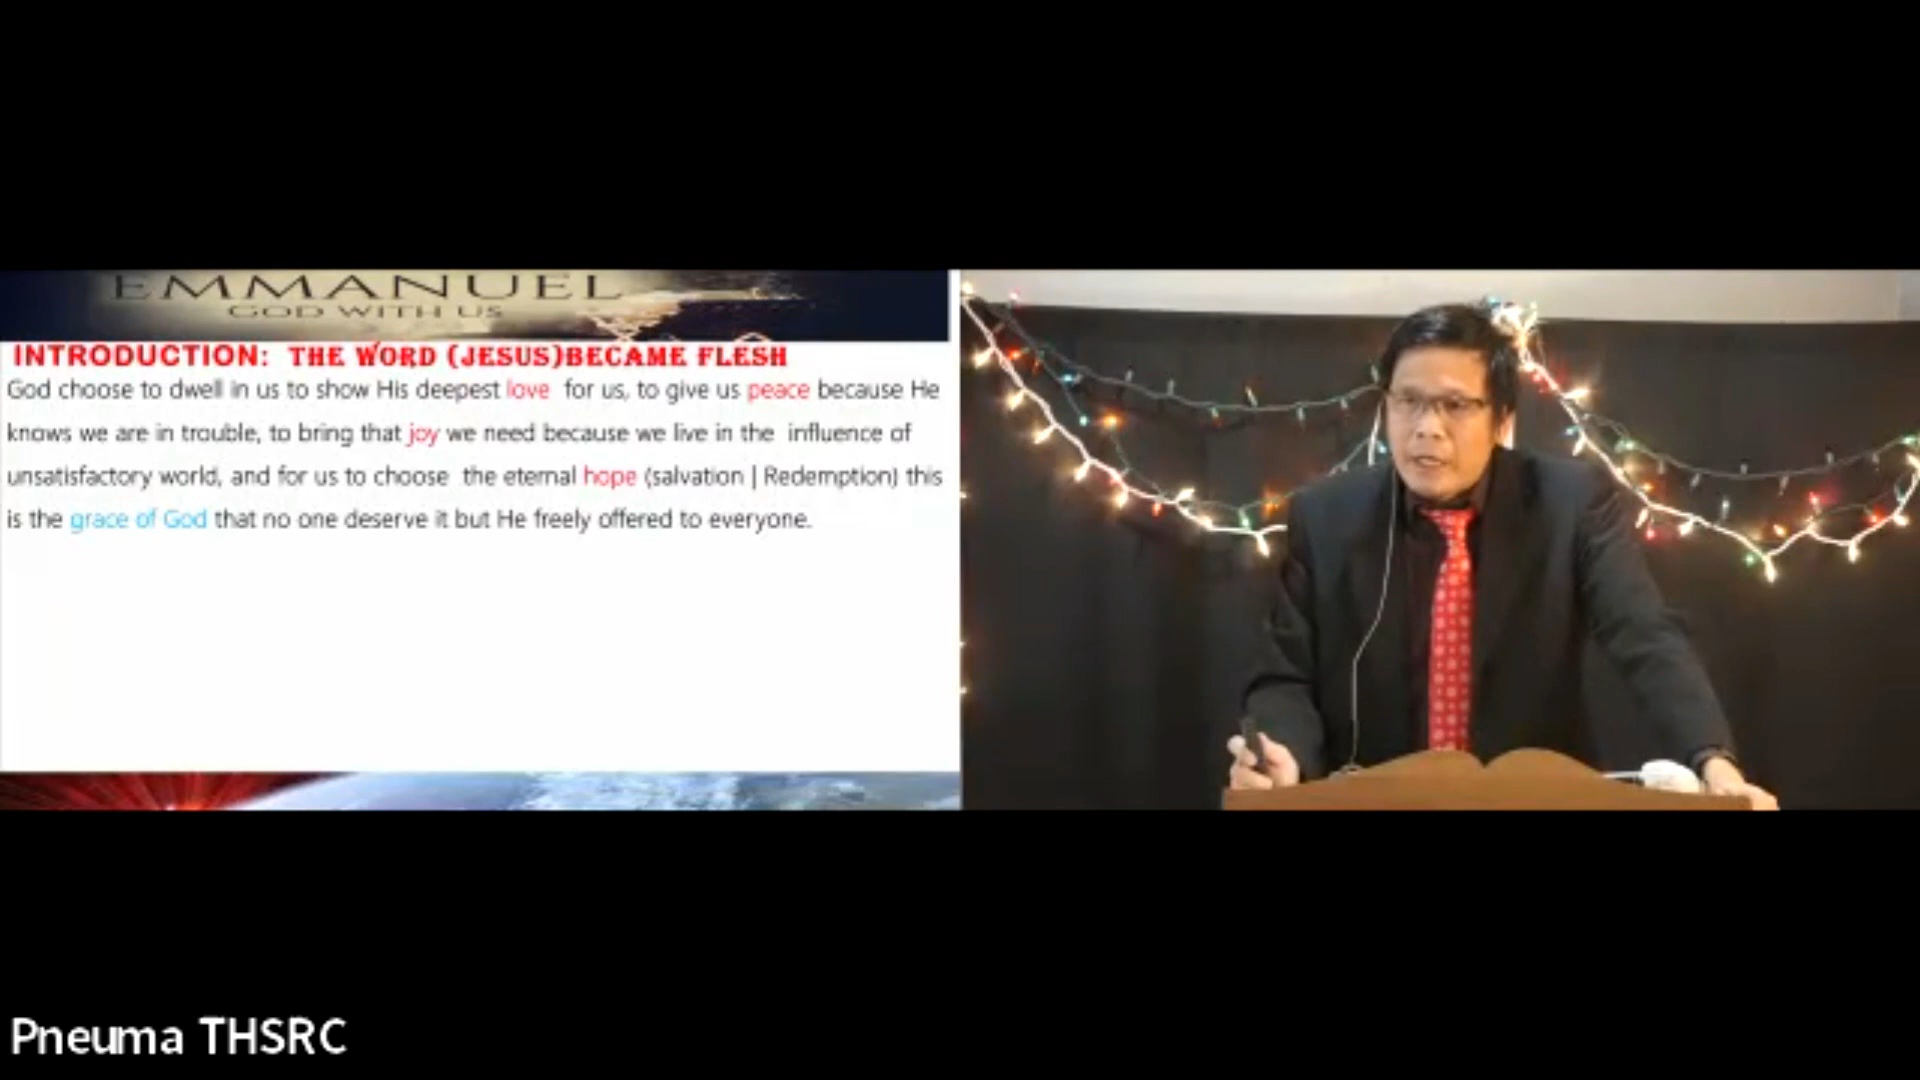 EMMANUEL
GOD WITH US
INTRODUCTION: THE WORD (JESUS)BECAME FLESH
God choose to dwell in us to show His deepest love for us, to give us peace because He
knows we are in trouble, to bring that joy we need because we live in the influence of
unsatisfactory world, and for us to choose the eternal hope (salvation | Redemption) this
is the grace of God that no one deserve it but He freely offered to everyone.
Pneuma THSRC